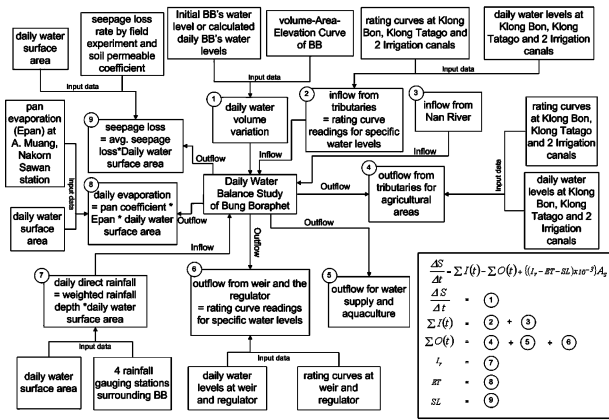 daily water
surface area
seepage loss
rate by field
experiment and
soil permeable
coefficient
Initial BB's water
level or calculated
daily BB's water
levels
volume-Area-
Elevation Curve of
BB
rating curves at
Klong Bon, Klong
Tatago and 2
Irrigation canals
daily water
levels at Klong
Bon, Klong
Tatago and 2
Irrigation canals
Input data
Input data
Input data
pan
evaporation
(Epan) at
A. Muang,
Nakorn
Sawan
station
9
seepage loss
= avg. seepage
loss*Daily water
surface area
1
daily water
volume
variation
2
inflow from
tributaries
= rating curve
readings for specific
water levels
3
inflow from
Nan River
rating curves
at Klong Bon,
Klong Tatago
and 2 Irrigation
canals
Outflow
Inflow
Inflow
Input data
8
daily evaporation
= pan coefficient *
Epan * daily water
surface area
Outflow
Daily Water
Balance Study
of Bung Boraphet
Outflow
4
outflow from
tributaries for
agricultural
areas
Input data
daily water
surface area
daily water
levels at Klong
Bon, Klong
Tatago and 2
Irrigation
canals
Inflow
Outflow
Outflow
7
daily direct rainfall
= weighted rainfall
depth *daily water
surface area
6
outflow from weir and the
regulator
= rating curve readings
for specific water levels
5
outflow for water
supply and
aquaculture
Input data
Input data
daily water
surface area
4 rainfall
gauging stations
surrounding BB
daily water
levels at weir
and regulator
rating curves at
weir and
regulator
ΔS/Δt = ΣI(t) − ΣO(t) + ((I_r − ET − SL)x10⁻³)A_s
ΔS/Δt = 1
ΣI(t) = 2 + 3
ΣO(t) = 4 + 5 + 6
I_r = 7
ET = 8
SL = 9